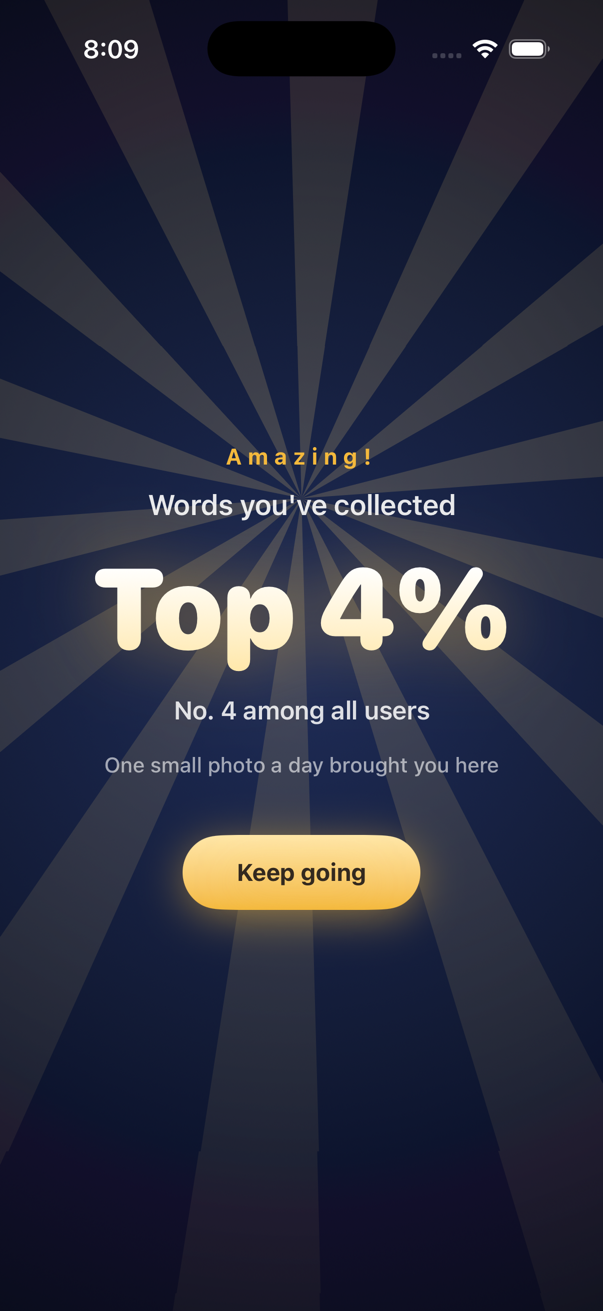 8:09
Amazing!
Words you've collected
Top 4%
No. 4 among all users
One small photo a day brought you here
Keep going